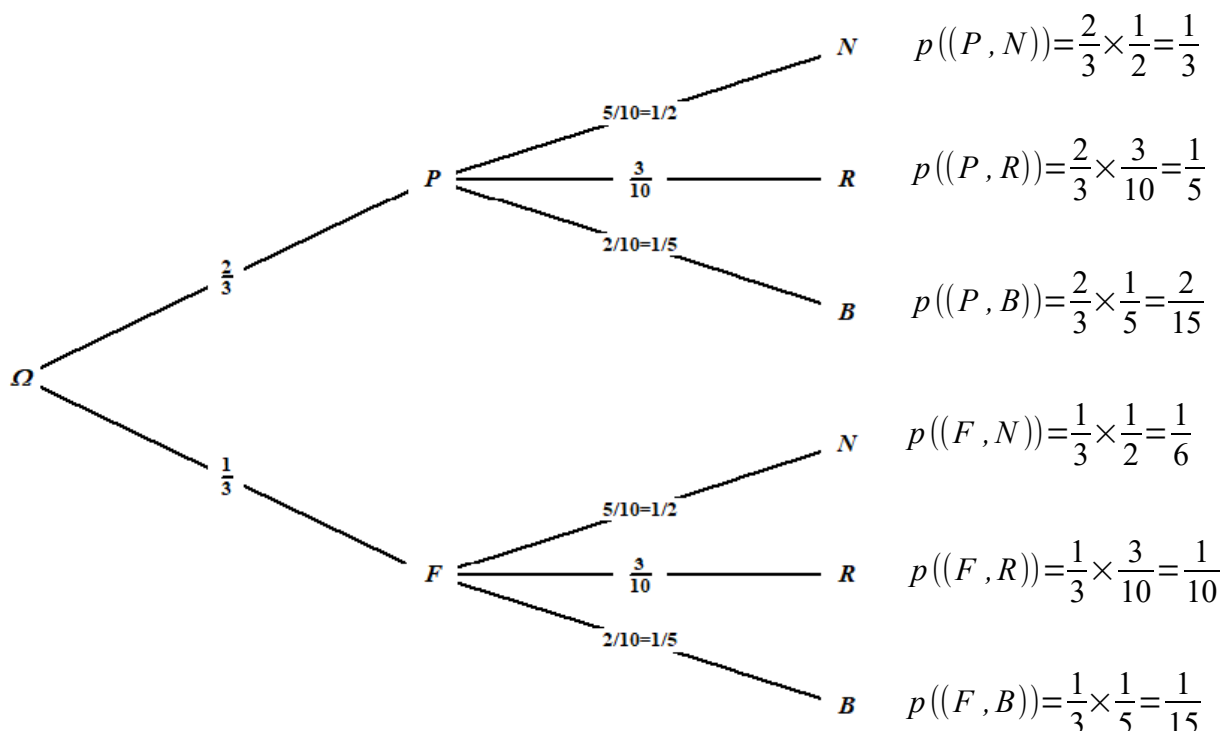 N p((P,N))=2/3×1/2=1/3
5/10=1/2
P 3/10 R p((P,R))=2/3×3/10=1/5
2/10=1/5
2/3
B p((P,B))=2/3×1/5=2/15
Ω
N p((F,N))=1/3×1/2=1/6
1/3
5/10=1/2
F 3/10 R p((F,R))=1/3×3/10=1/10
2/10=1/5
B p((F,B))=1/3×1/5=1/15